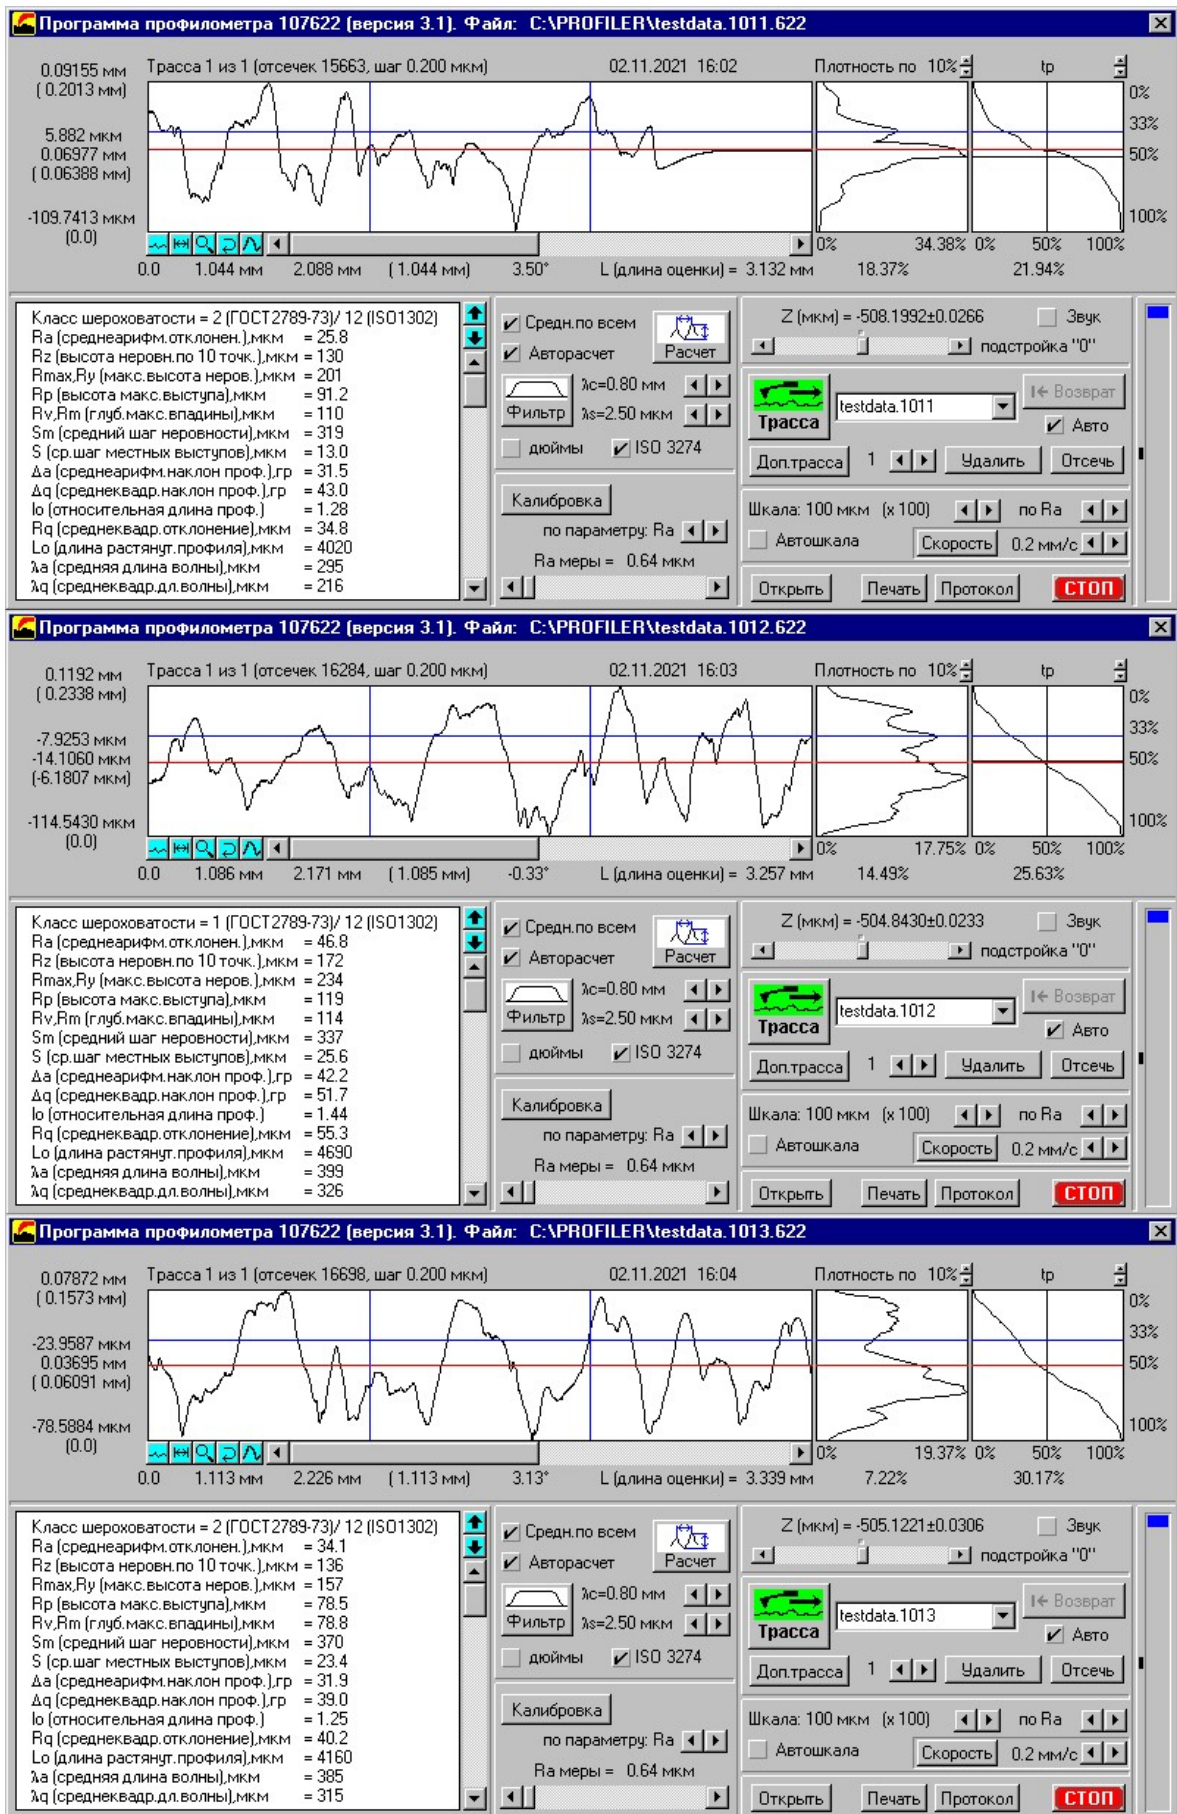 Программа профилометра 107622 (версия 3.1). Файл: C:\PROFILER\testdata.1011.622
Трасса 1 из 1 (отсечек 15663, шаг 0.200 мкм) 02.11.2021 16:02 Плотность по 10% tp
0.09155 мм
( 0.2013 мм)
5.882 мкм
0.06977 мм
( 0.06388 мм)
-109.7413 мкм
(0.0)
0%
33%
50%
100%
0% 34.38% 0% 50% 100%
0.0 1.044 мм 2.088 мм ( 1.044 мм) 3.50° L (длина оценки) = 3.132 мм 18.37% 21.94%
Класс шероховатости = 2 (ГОСТ2789-73)/ 12 (ISO1302)
Ra (среднеарифм.отклонен.),мкм = 25.8
Rz (высота неровн.по 10 точк.),мкм = 130
Rmax,Ry (макс.высота неров.),мкм = 201
Rp (высота макс.выступа),мкм = 91.2
Rv,Rm (глуб.макс.впадины),мкм = 110
Sm (средний шаг неровности),мкм = 319
S (ср.шаг местных выступов),мкм = 13.0
Δa (среднеарифм.наклон проф.),гр = 31.5
Δq (среднеквадр.наклон проф.),гр = 43.0
lo (относительная длина проф.) = 1.28
Rq (среднеквадр.отклонение),мкм = 34.8
Lo (длина растянут.профиля),мкм = 4020
λa (средняя длина волны),мкм = 295
λq (среднеквадр.дл.волны),мкм = 216
Средн.по всем
Авторасчет
Расчет
Фильтр
λc=0.80 мм
λs=2.50 мкм
дюймы ISO 3274
Калибровка
по параметру: Ra
Ra меры = 0.64 мкм
Z (мкм) = -508.1992±0.0266 Звук
подстройка "0"
Трасса
testdata.1011
Возврат
Авто
Доп.трасса 1 Удалить Отсечь
Шкала: 100 мкм (x 100) по Ra
Автошкала Скорость 0.2 мм/с
Открыть Печать Протокол СТОП
Программа профилометра 107622 (версия 3.1). Файл: C:\PROFILER\testdata.1012.622
Трасса 1 из 1 (отсечек 16284, шаг 0.200 мкм) 02.11.2021 16:03 Плотность по 10% tp
0.1192 мм
( 0.2338 мм)
-7.9253 мкм
-14.1060 мкм
(-6.1807 мкм)
-114.5430 мкм
(0.0)
0%
33%
50%
100%
0% 17.75% 0% 50% 100%
0.0 1.086 мм 2.171 мм ( 1.085 мм) -0.33° L (длина оценки) = 3.257 мм 14.49% 25.63%
Класс шероховатости = 1 (ГОСТ2789-73)/ 12 (ISO1302)
Ra (среднеарифм.отклонен.),мкм = 46.8
Rz (высота неровн.по 10 точк.),мкм = 172
Rmax,Ry (макс.высота неров.),мкм = 234
Rp (высота макс.выступа),мкм = 119
Rv,Rm (глуб.макс.впадины),мкм = 114
Sm (средний шаг неровности),мкм = 337
S (ср.шаг местных выступов),мкм = 25.6
Δa (среднеарифм.наклон проф.),гр = 42.2
Δq (среднеквадр.наклон проф.),гр = 51.7
lo (относительная длина проф.) = 1.44
Rq (среднеквадр.отклонение),мкм = 55.3
Lo (длина растянут.профиля),мкм = 4690
λa (средняя длина волны),мкм = 399
λq (среднеквадр.дл.волны),мкм = 326
Средн.по всем
Авторасчет
Расчет
Фильтр
λc=0.80 мм
λs=2.50 мкм
дюймы ISO 3274
Калибровка
по параметру: Ra
Ra меры = 0.64 мкм
Z (мкм) = -504.8430±0.0233 Звук
подстройка "0"
Трасса
testdata.1012
Возврат
Авто
Доп.трасса 1 Удалить Отсечь
Шкала: 100 мкм (x 100) по Ra
Автошкала Скорость 0.2 мм/с
Открыть Печать Протокол СТОП
Программа профилометра 107622 (версия 3.1). Файл: C:\PROFILER\testdata.1013.622
Трасса 1 из 1 (отсечек 16698, шаг 0.200 мкм) 02.11.2021 16:04 Плотность по 10% tp
0.07872 мм
( 0.1573 мм)
-23.9587 мкм
0.03695 мм
( 0.06091 мм)
-78.5884 мкм
(0.0)
0%
33%
50%
100%
0% 19.37% 0% 50% 100%
0.0 1.113 мм 2.226 мм ( 1.113 мм) 3.13° L (длина оценки) = 3.339 мм 7.22% 30.17%
Класс шероховатости = 2 (ГОСТ2789-73)/ 12 (ISO1302)
Ra (среднеарифм.отклонен.),мкм = 34.1
Rz (высота неровн.по 10 точк.),мкм = 136
Rmax,Ry (макс.высота неров.),мкм = 157
Rp (высота макс.выступа),мкм = 78.5
Rv,Rm (глуб.макс.впадины),мкм = 78.8
Sm (средний шаг неровности),мкм = 370
S (ср.шаг местных выступов),мкм = 23.4
Δa (среднеарифм.наклон проф.),гр = 31.9
Δq (среднеквадр.наклон проф.),гр = 39.0
lo (относительная длина проф.) = 1.25
Rq (среднеквадр.отклонение),мкм = 40.2
Lo (длина растянут.профиля),мкм = 4160
λa (средняя длина волны),мкм = 385
λq (среднеквадр.дл.волны),мкм = 315
Средн.по всем
Авторасчет
Расчет
Фильтр
λc=0.80 мм
λs=2.50 мкм
дюймы ISO 3274
Калибровка
по параметру: Ra
Ra меры = 0.64 мкм
Z (мкм) = -505.1221±0.0306 Звук
подстройка "0"
Трасса
testdata.1013
Возврат
Авто
Доп.трасса 1 Удалить Отсечь
Шкала: 100 мкм (x 100) по Ra
Автошкала Скорость 0.2 мм/с
Открыть Печать Протокол СТОП